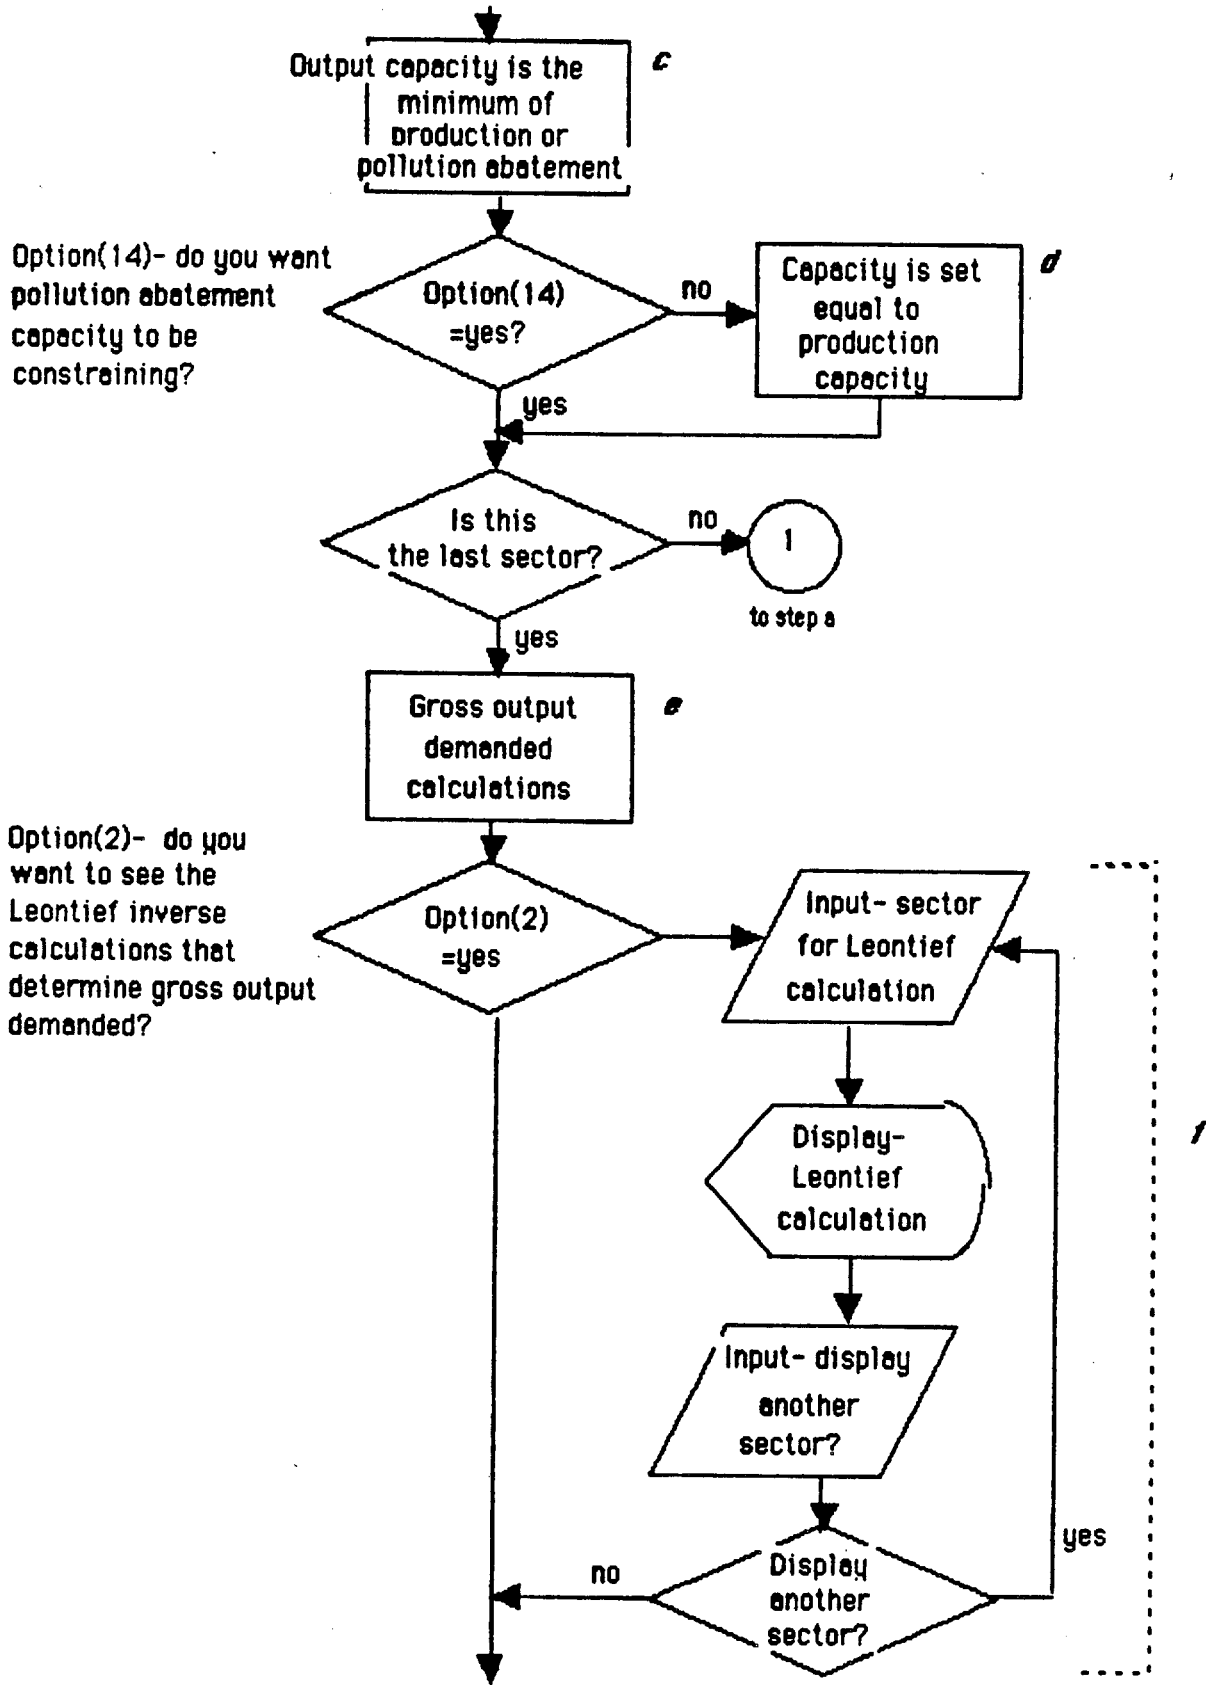 Output capacity is the
minimum of
production or
pollution abatement
c
Option(14)- do you want
pollution abatement
capacity to be
constraining?
Option(14)
=yes?
no
Capacity is set
equal to
production
capacity
d
yes
Is this
the last sector?
no
1
to step a
yes
Gross output
demanded
calculations
e
Option(2)- do you
want to see the
Leontief inverse
calculations that
determine gross output
demanded?
Option(2)
=yes
Input- sector
for Leontief
calculation
Display-
Leontief
calculation
f
Input- display
another
sector?
yes
Display
another
sector?
no